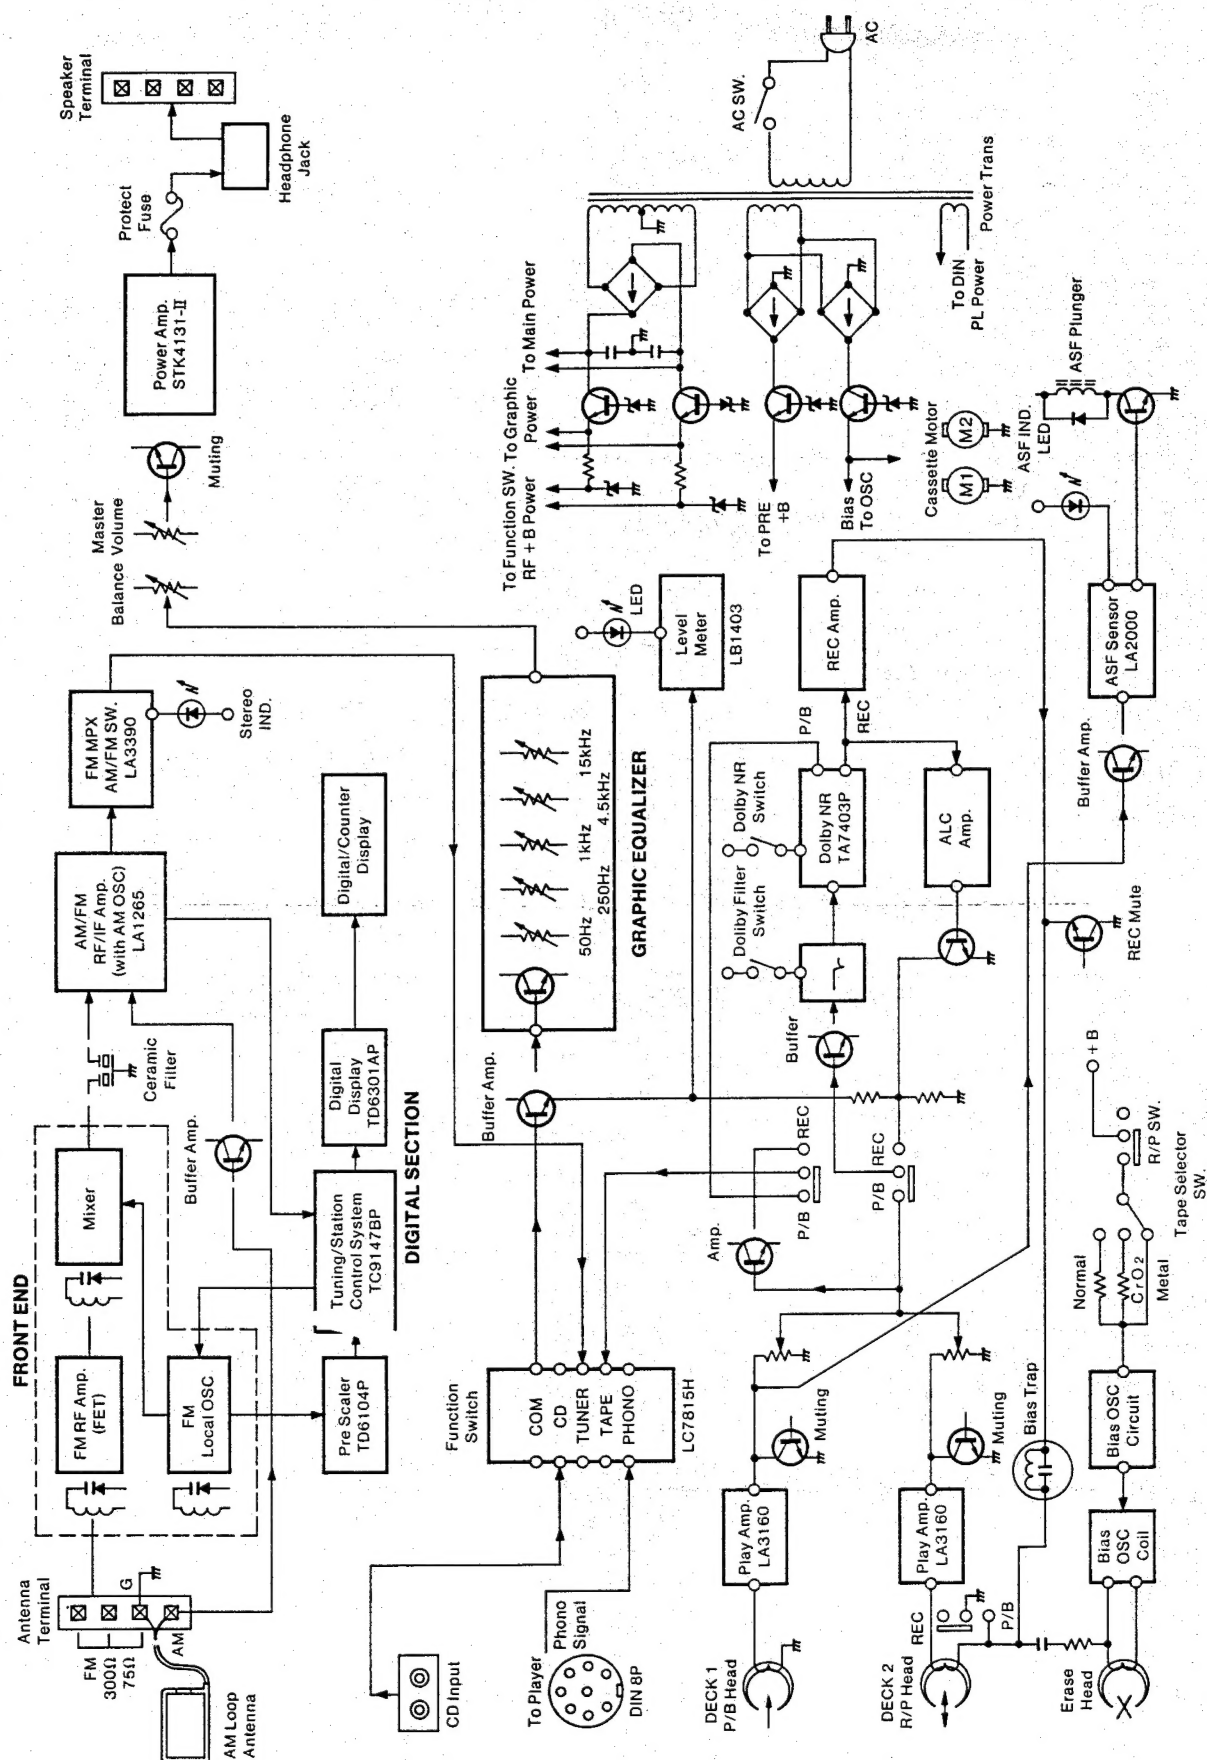 Antenna
Terminal
FM
300Ω
75Ω
G
AM
AM Loop
Antenna
FRONT END
FM RF Amp.
(FET)
Mixer
FM
Local OSC
Ceramic
Filter
Buffer Amp.
AM/FM
RF/IF Amp.
(with AM OSC)
LA1265
FM MPX
AM/FM SW.
LA3390
Stereo
IND.
Pre Scaler
TD6104P
Tuning/Station
Control System
TC9147BP
Digital
Display
TD6301AP
Digital/Counter
Display
DIGITAL SECTION
Balance
Master
Volume
Muting
Power Amp.
STK4131-II
Protect
Fuse
Headphone
Jack
Speaker
Terminal
CD Input
To Player
Phono
Signal
DIN 8P
Function
Switch
COM
CD
TUNER
TAPE
PHONO
LC7815H
Buffer Amp.
50Hz
250Hz
1kHz
4.5kHz
15kHz
GRAPHIC EQUALIZER
LED
Level
Meter
LB1403
To Function SW.
RF + B Power
To Graphic
Power
To Main Power
To PRE
+B
Bias
To OSC
To DIN
PL Power
Power Trans
AC SW.
AC
DECK 1
P/B Head
Play Amp.
LA3160
Muting
Amp.
P/B
REC
P/B
REC
Buffer
Doliby Filter
Switch
Dolby NR
Switch
Dolby NR
TA7403P
P/B
REC
REC Amp.
ALC
Amp.
Cassette Motor
M1
M2
DECK 2
R/P Head
REC
P/B
Play Amp.
LA3160
Muting
Bias Trap
REC Mute
Buffer Amp.
ASF Sensor
LA2000
ASF IND.
LED
ASF Plunger
Erase
Head
Bias
OSC
Coil
Bias OSC
Circuit
Normal
CrO2
Metal
R/P SW.
+ B
Tape Selector
SW.